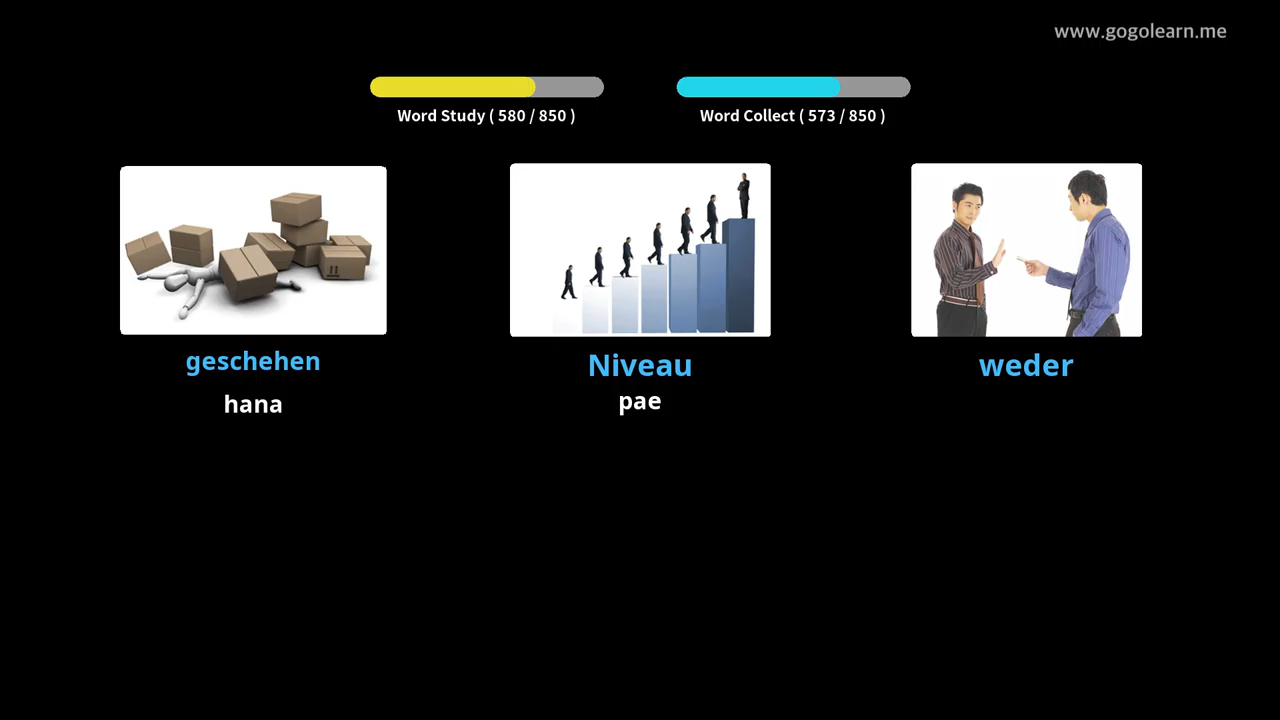 www.gogolearn.me
Word Study ( 580 / 850 )
Word Collect ( 573 / 850 )
geschehen
hana
Niveau
pae
weder